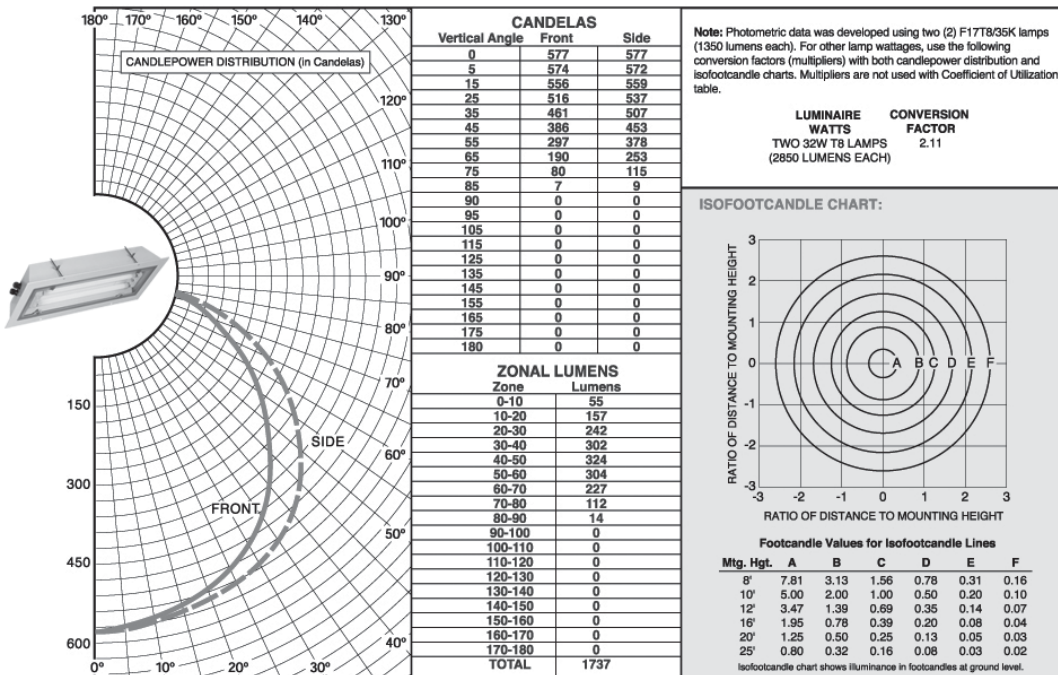 180° 170° 160° 150° 140° 130°
CANDLEPOWER DISTRIBUTION (in Candelas)
120°
110°
100°
90°
80°
70°
60°
50°
40°
150
300
450
600
SIDE
FRONT
0° 10° 20° 30°
CANDELAS
Vertical Angle Front Side
0 577 577
5 574 572
15 556 559
25 516 537
35 461 507
45 386 453
55 297 378
65 190 253
75 80 115
85 7 9
90 0 0
95 0 0
105 0 0
115 0 0
125 0 0
135 0 0
145 0 0
155 0 0
165 0 0
175 0 0
180 0 0
ZONAL LUMENS
Zone Lumens
0-10 55
10-20 157
20-30 242
30-40 302
40-50 324
50-60 304
60-70 227
70-80 112
80-90 14
90-100 0
100-110 0
110-120 0
120-130 0
130-140 0
140-150 0
150-160 0
160-170 0
170-180 0
TOTAL 1737
Note: Photometric data was developed using two (2) F17T8/35K lamps
(1350 lumens each). For other lamp wattages, use the following
conversion factors (multipliers) with both candlepower distribution and
isofootcandle charts. Multipliers are not used with Coefficient of Utilization
table.
LUMINAIRE CONVERSION
WATTS FACTOR
TWO 32W T8 LAMPS 2.11
(2850 LUMENS EACH)
ISOFOOTCANDLE CHART:
RATIO OF DISTANCE TO MOUNTING HEIGHT
3
2
1
0
-1
-2
-3
A B C D E F
-3 -2 -1 0 1 2 3
RATIO OF DISTANCE TO MOUNTING HEIGHT
Footcandle Values for Isofootcandle Lines
Mtg. Hgt. A B C D E F
8' 7.81 3.13 1.56 0.78 0.31 0.16
10' 5.00 2.00 1.00 0.50 0.20 0.10
12' 3.47 1.39 0.69 0.35 0.14 0.07
16' 1.95 0.78 0.39 0.20 0.08 0.04
20' 1.25 0.50 0.25 0.13 0.05 0.03
25' 0.80 0.32 0.16 0.08 0.03 0.02
Isofootcandle chart shows illuminance in footcandles at ground level.